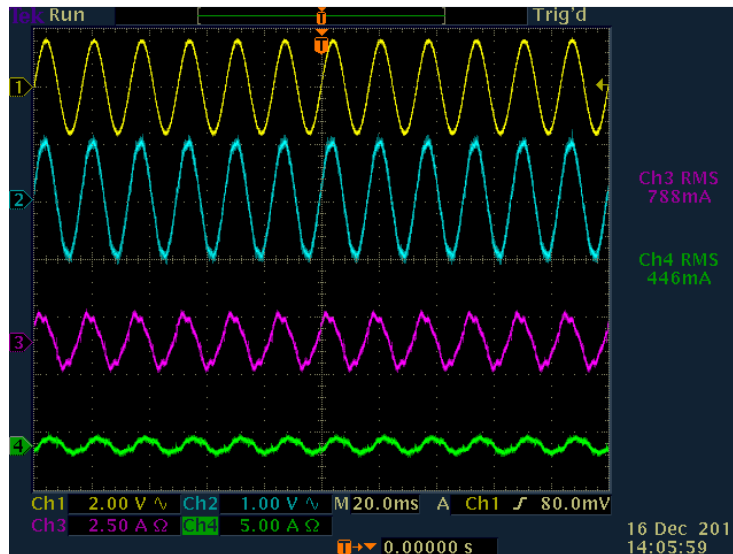 Tek Run Trig'd
T
T
1
2
3
4
Ch3 RMS
788mA
Ch4 RMS
446mA
Ch1 2.00 V ∿ Ch2 1.00 V ∿ M 20.0ms A Ch1 ƒ 80.0mV
Ch3 2.50 A Ω Ch4 5.00 A Ω
T→▼ 0.00000 s
16 Dec 201
14:05:59